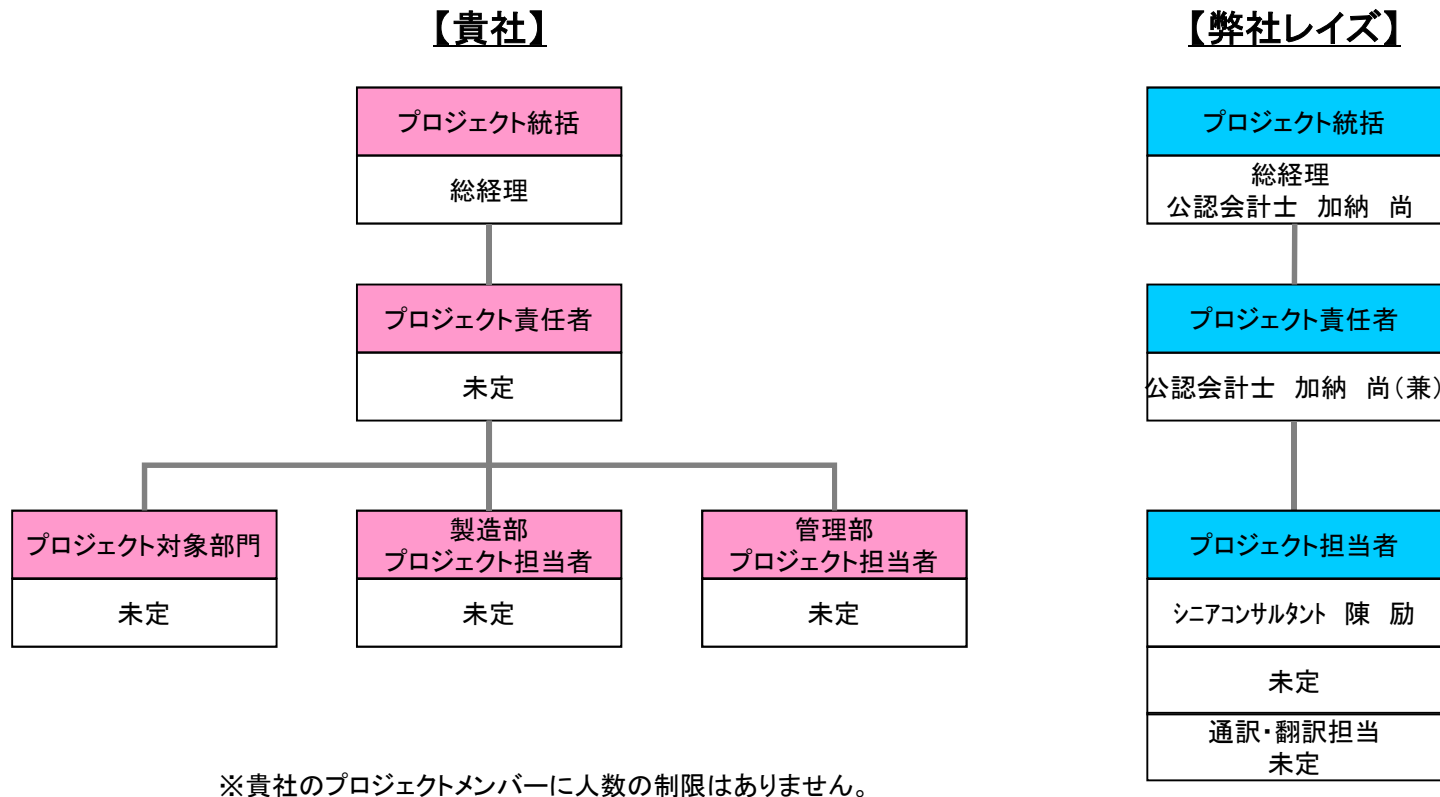 【貴社】
プロジェクト統括
総経理
プロジェクト責任者
未定
プロジェクト対象部門
未定
製造部
プロジェクト担当者
未定
管理部
プロジェクト担当者
未定
※貴社のプロジェクトメンバーに人数の制限はありません。
【弊社レイズ】
プロジェクト統括
総経理
公認会計士 加納 尚
プロジェクト責任者
公認会計士 加納 尚(兼)
プロジェクト担当者
シニアコンサルタント 陳 励
未定
通訳・翻訳担当
未定